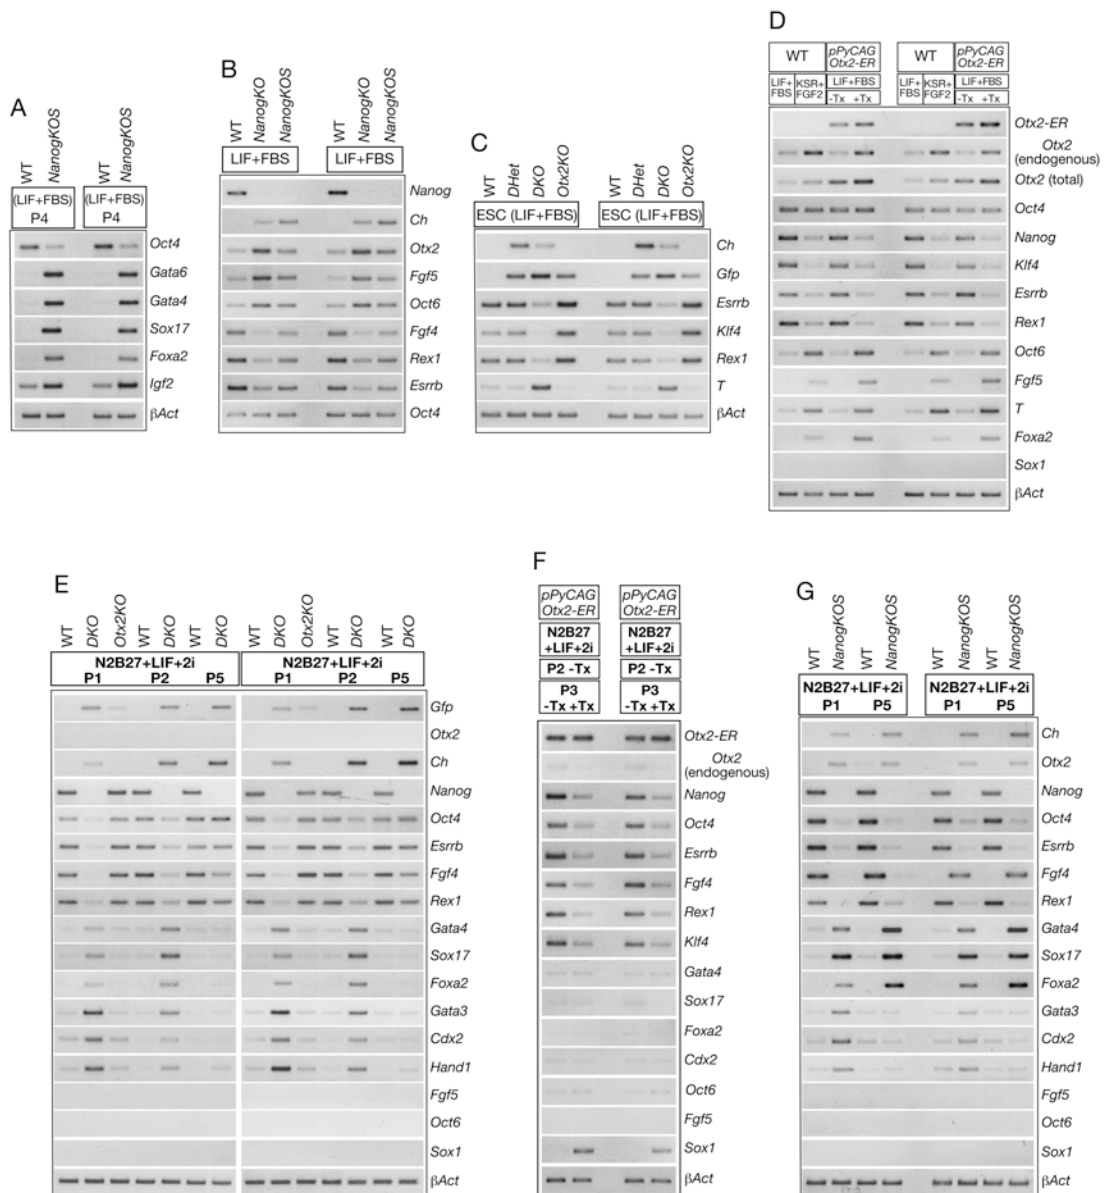 A
WT
NanogKOS
WT
NanogKOS
(LIF+FBS)
P4
(LIF+FBS)
P4
Oct4
Gata6
Gata4
Sox17
Foxa2
Igf2
βAct
B
WT
NanogKO
NanogKOS
WT
NanogKO
NanogKOS
LIF+FBS
LIF+FBS
Nanog
Ch
Otx2
Fgf5
Oct6
Fgf4
Rex1
Esrrb
Oct4
C
WT
DHet
DKO
Otx2KO
WT
DHet
DKO
Otx2KO
ESC (LIF+FBS)
ESC (LIF+FBS)
Ch
Gfp
Esrrb
Klf4
Rex1
T
βAct
D
WT
pPyCAG
Otx2-ER
WT
pPyCAG
Otx2-ER
LIF+
FBS
KSR+
FGF2
LIF+FBS
-Tx +Tx
LIF+
FBS
KSR+
FGF2
LIF+FBS
-Tx +Tx
Otx2-ER
Otx2
(endogenous)
Otx2 (total)
Oct4
Nanog
Klf4
Esrrb
Rex1
Oct6
Fgf5
T
Foxa2
Sox1
βAct
E
WT
DKO
Otx2KO
WT
DKO
WT
DKO
WT
DKO
Otx2KO
WT
DKO
WT
DKO
N2B27+LIF+2i
P1 P2 P5
N2B27+LIF+2i
P1 P2 P5
Gfp
Otx2
Ch
Nanog
Oct4
Esrrb
Fgf4
Rex1
Gata4
Sox17
Foxa2
Gata3
Cdx2
Hand1
Fgf5
Oct6
Sox1
βAct
F
pPyCAG
Otx2-ER
pPyCAG
Otx2-ER
N2B27
+LIF+2i
N2B27
+LIF+2i
P2 -Tx
P2 -Tx
P3
-Tx +Tx
P3
-Tx +Tx
Otx2-ER
Otx2
(endogenous)
Nanog
Oct4
Esrrb
Fgf4
Rex1
Klf4
Gata4
Sox17
Foxa2
Cdx2
Oct6
Fgf5
Sox1
βAct
G
WT
NanogKOS
WT
NanogKOS
WT
NanogKOS
WT
NanogKOS
N2B27+LIF+2i
P1 P5
N2B27+LIF+2i
P1 P5
Ch
Otx2
Nanog
Oct4
Esrrb
Fgf4
Rex1
Gata4
Sox17
Foxa2
Gata3
Cdx2
Hand1
Fgf5
Oct6
Sox1
βAct